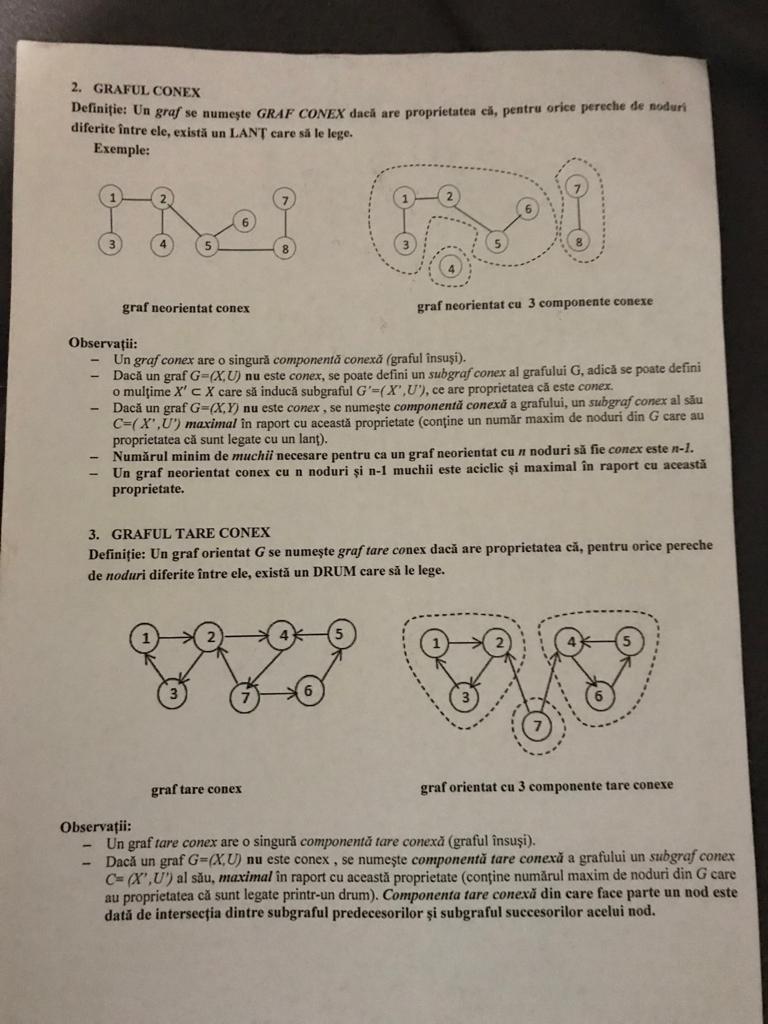 2. GRAFUL CONEX
Definiție: Un graf se numește GRAF CONEX dacă are proprietatea că, pentru orice pereche de noduri
diferite între ele, există un LANȚ care să le lege.
Exemple:
1 2 7 6 3 4 5 8
1 2 7 6 3 5 8 4
graf neorientat conex
graf neorientat cu 3 componente conexe
Observații:
– Un graf conex are o singură componentă conexă (graful însuși).
– Dacă un graf G=(X,U) nu este conex, se poate defini un subgraf conex al grafului G, adică se poate defini
o mulțime X' ⊂ X care să inducă subgraful G'=(X',U'), ce are proprietatea că este conex.
– Dacă un graf G=(X,Y) nu este conex , se numește componentă conexă a grafului, un subgraf conex al său
C=( X',U') maximal în raport cu această proprietate (conține un număr maxim de noduri din G care au
proprietatea că sunt legate cu un lanț).
– Numărul minim de muchii necesare pentru ca un graf neorientat cu n noduri să fie conex este n-1.
– Un graf neorientat conex cu n noduri și n-1 muchii este aciclic și maximal în raport cu această
proprietate.
3. GRAFUL TARE CONEX
Definiție: Un graf orientat G se numește graf tare conex dacă are proprietatea că, pentru orice pereche
de noduri diferite între ele, există un DRUM care să le lege.
1 2 4 5 3 7 6
1 2 4 5 3 6 7
graf tare conex
graf orientat cu 3 componente tare conexe
Observații:
– Un graf tare conex are o singură componentă tare conexă (graful însuși).
– Dacă un graf G=(X,U) nu este conex , se numește componentă tare conexă a grafului un subgraf conex
C= (X',U') al său, maximal în raport cu această proprietate (conține numărul maxim de noduri din G care
au proprietatea că sunt legate printr-un drum). Componenta tare conexă din care face parte un nod este
dată de intersecția dintre subgraful predecesorilor și subgraful succesorilor acelui nod.